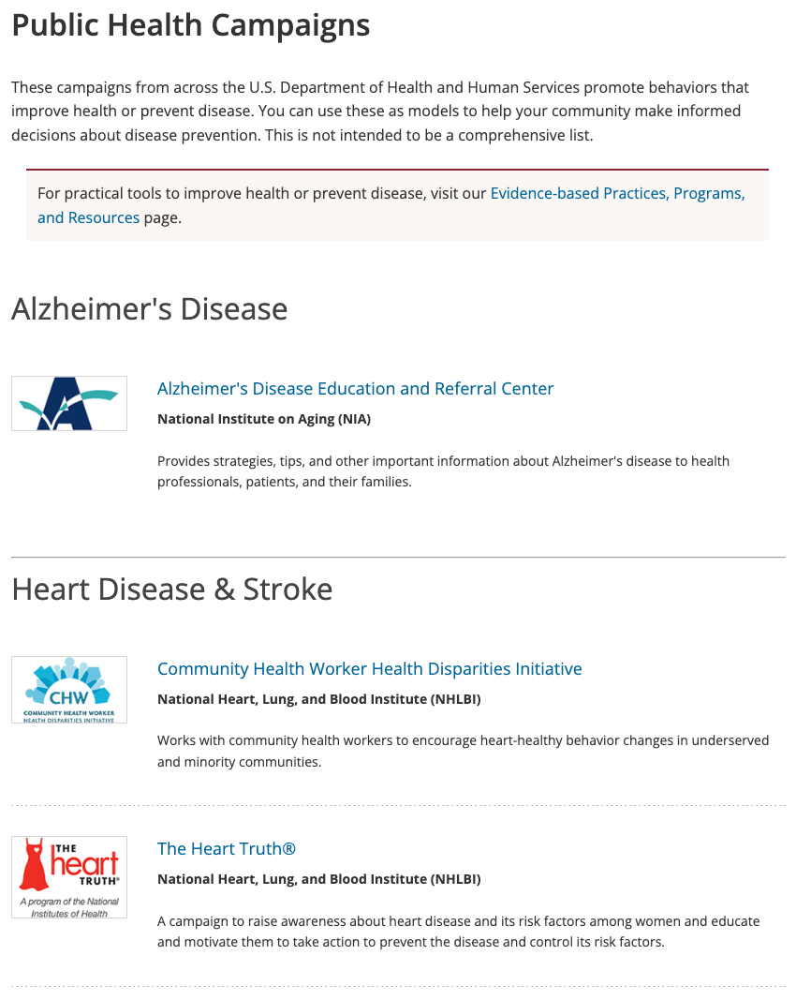 Public Health Campaigns
These campaigns from across the U.S. Department of Health and Human Services promote behaviors that
improve health or prevent disease. You can use these as models to help your community make informed
decisions about disease prevention. This is not intended to be a comprehensive list.
For practical tools to improve health or prevent disease, visit our Evidence-based Practices, Programs,
and Resources page.
Alzheimer's Disease
A
Alzheimer's Disease Education and Referral Center
National Institute on Aging (NIA)
Provides strategies, tips, and other important information about Alzheimer's disease to health
professionals, patients, and their families.
Heart Disease & Stroke
CHW
COMMUNITY HEALTH WORKER
HEALTH DISPARITIES INITIATIVE
Community Health Worker Health Disparities Initiative
National Heart, Lung, and Blood Institute (NHLBI)
Works with community health workers to encourage heart-healthy behavior changes in underserved
and minority communities.
THE
heart
TRUTH®
A program of the National
Institutes of Health
The Heart Truth®
National Heart, Lung, and Blood Institute (NHLBI)
A campaign to raise awareness about heart disease and its risk factors among women and educate
and motivate them to take action to prevent the disease and control its risk factors.